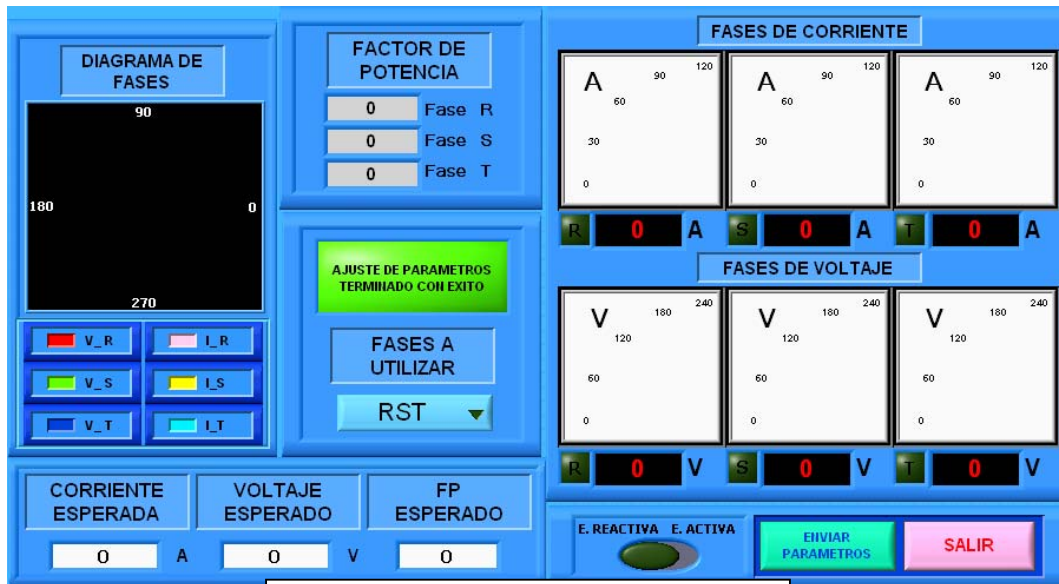 DIAGRAMA DE
FASES
90
180
0
270
V_R
I_R
V_S
I_S
V_T
I_T
FACTOR DE
POTENCIA
0 Fase R
0 Fase S
0 Fase T
AJUSTE DE PARAMETROS
TERMINADO CON EXITO
FASES A
UTILIZAR
RST
CORRIENTE
ESPERADA
0 A
VOLTAJE
ESPERADO
0 V
FP
ESPERADO
0
FASES DE CORRIENTE
A
0
30
60
90
120
A
0
30
60
90
120
A
0
30
60
90
120
R 0 A
S 0 A
T 0 A
FASES DE VOLTAJE
V
0
60
120
180
240
V
0
60
120
180
240
V
0
60
120
180
240
R 0 V
S 0 V
T 0 V
E. REACTIVA E. ACTIVA
ENVIAR
PARAMETROS
SALIR